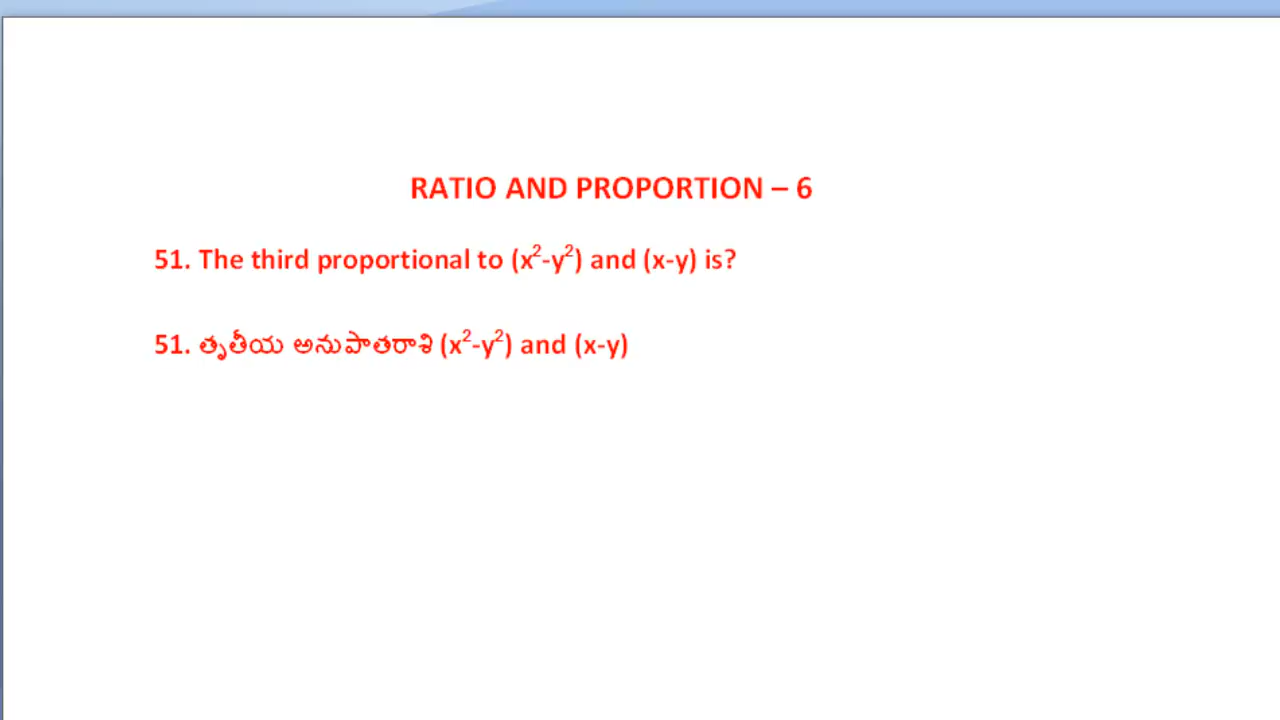 RATIO AND PROPORTION – 6
51. The third proportional to (x²-y²) and (x-y) is?
51. తృతీయ అనుపాతరాశి (x²-y²) and (x-y)